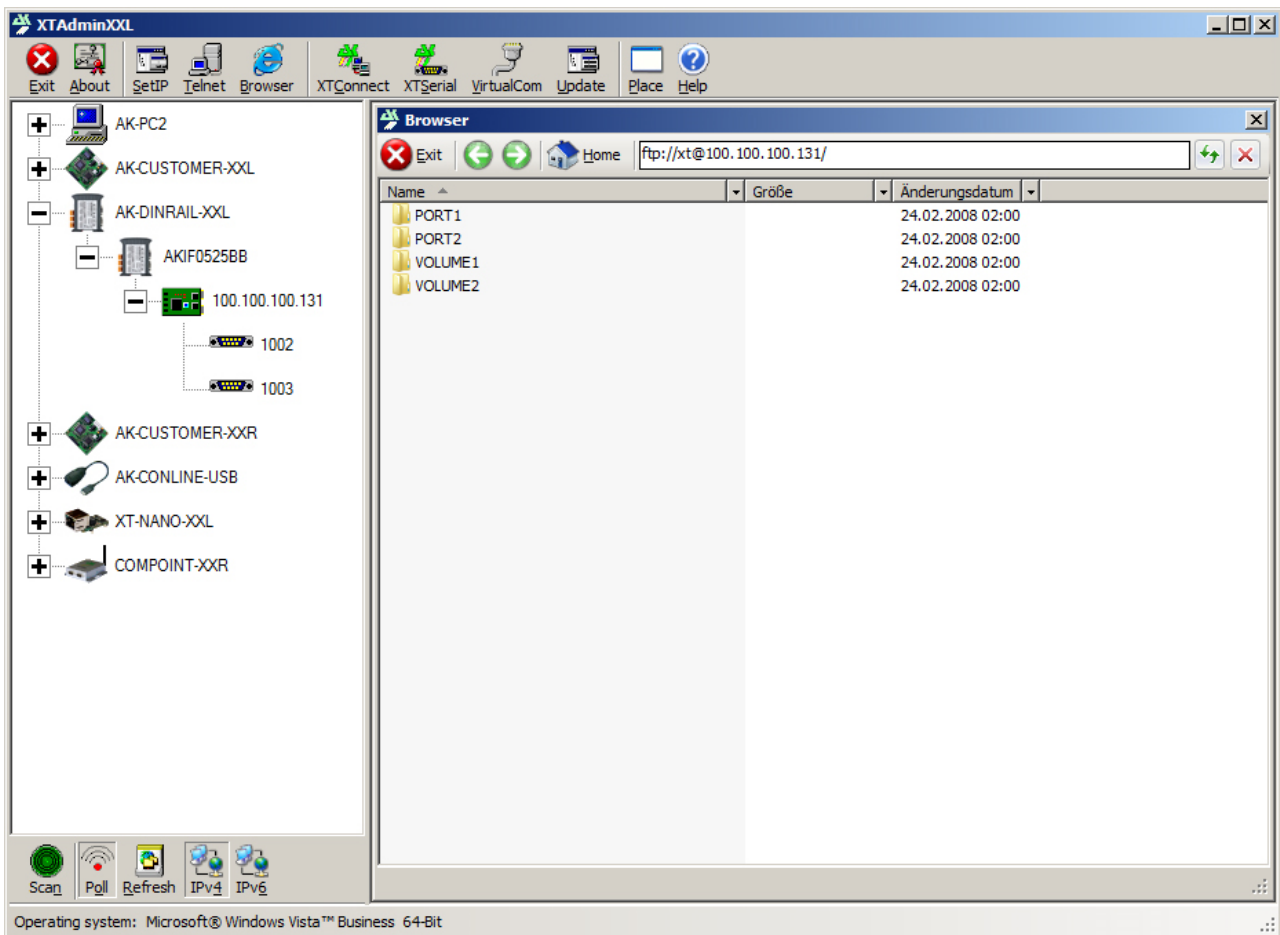 XTAdminXXL
Exit About SetIP Telnet Browser XTConnect XTSerial VirtualCom Update Place Help
AK-PC2
AK-CUSTOMER-XXL
AK-DINRAIL-XXL
AKIF0525BB
100.100.100.131
1002
1003
AK-CUSTOMER-XXR
AK-CONLINE-USB
XT-NANO-XXL
COMPOINT-XXR
Scan Poll Refresh IPv4 IPv6
Browser
Exit Home ftp://xt@100.100.100.131/
Name Größe Änderungsdatum
PORT1 24.02.2008 02:00
PORT2 24.02.2008 02:00
VOLUME1 24.02.2008 02:00
VOLUME2 24.02.2008 02:00
Operating system: Microsoft® Windows Vista™ Business 64-Bit